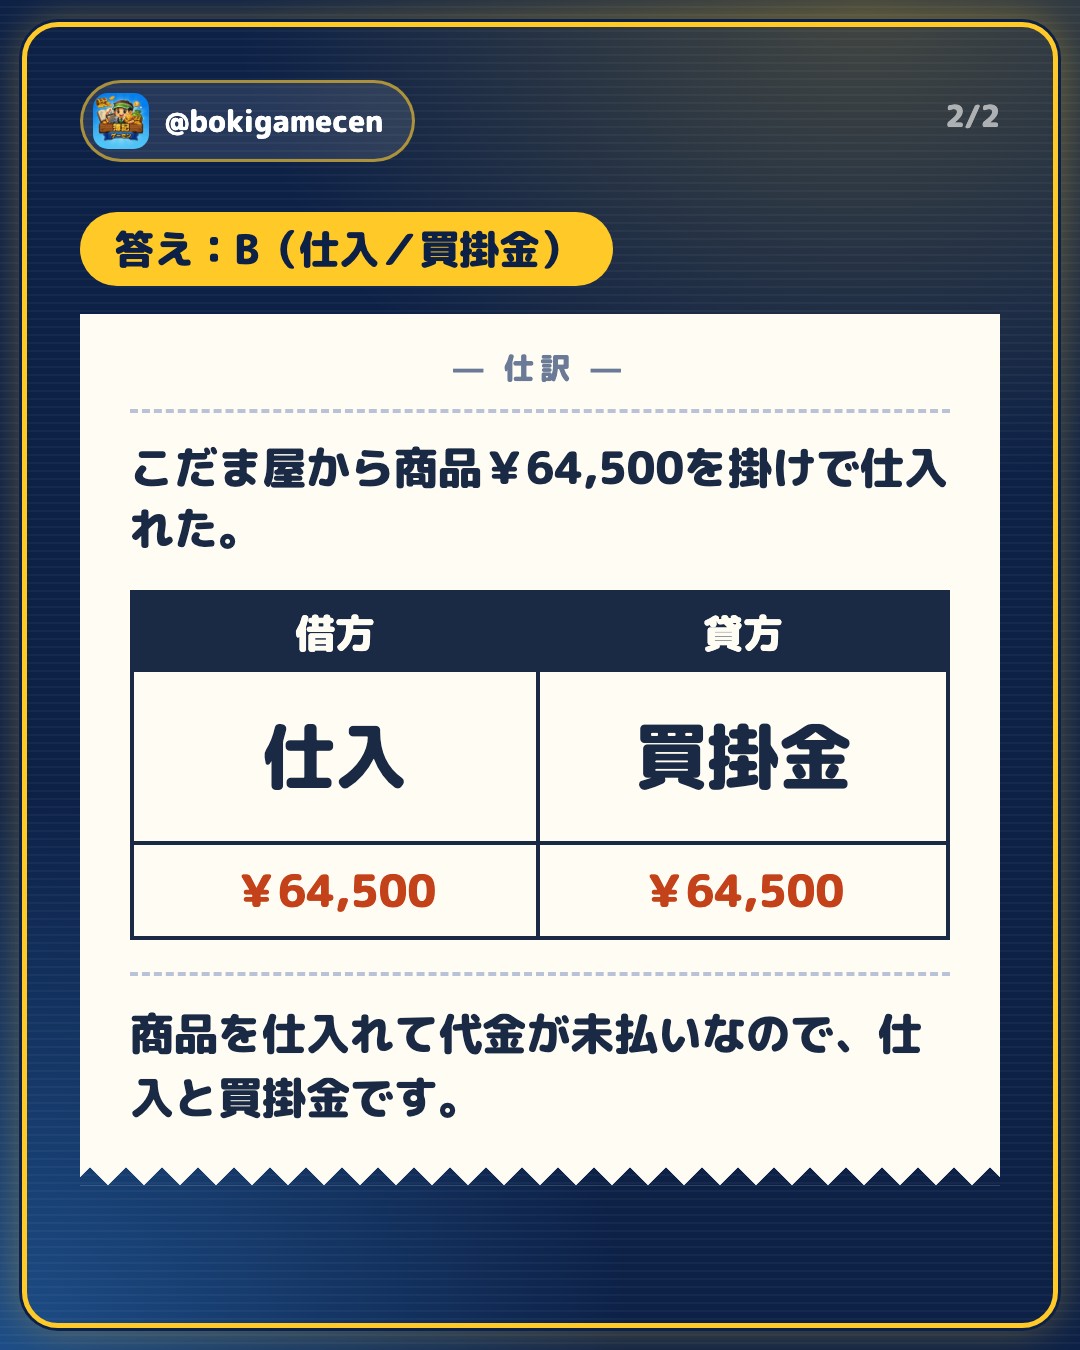 @bokigamecen
2/2
答え：B（仕入／買掛金）
— 仕訳 —
こだま屋から商品￥64,500を掛けで仕入
れた。
借方 貸方
仕入 買掛金
￥64,500 ￥64,500
商品を仕入れて代金が未払いなので、仕
入と買掛金です。